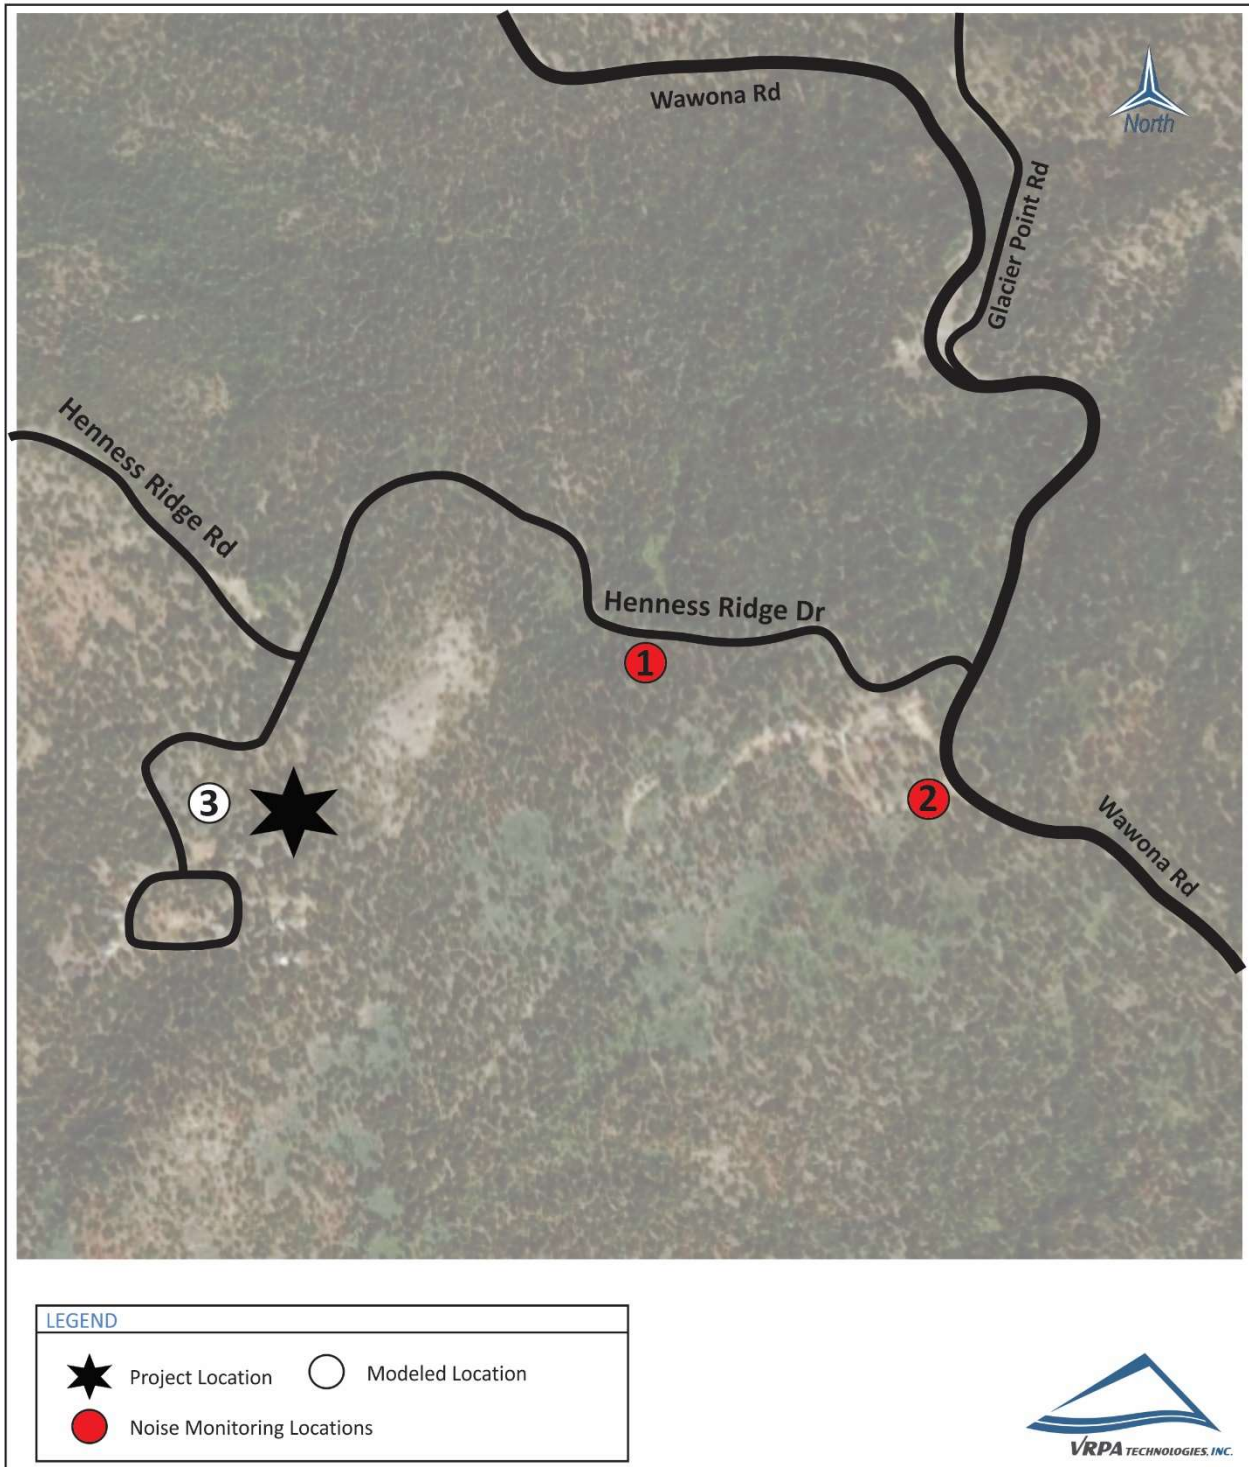 Wawona Rd
North
Glacier Point Rd
Henness Ridge Rd
Henness Ridge Dr
1
2
3
Wawona Rd
LEGEND
Project Location
Modeled Location
Noise Monitoring Locations
VRPA TECHNOLOGIES, INC.